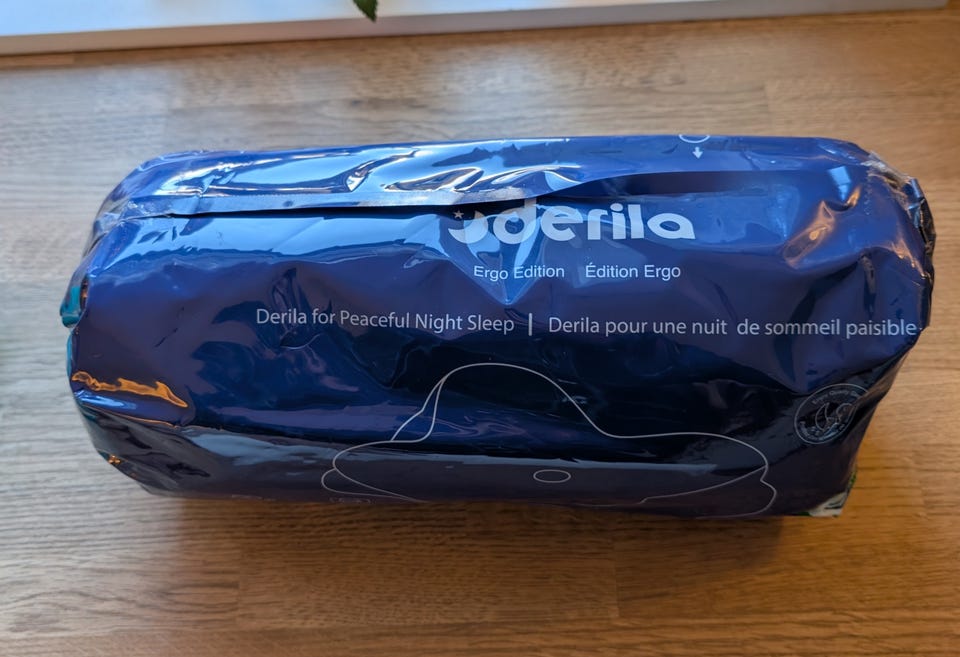 derila
Ergo Edition Édition Ergo
Derila for Peaceful Night Sleep | Derila pour une nuit de sommeil paisible